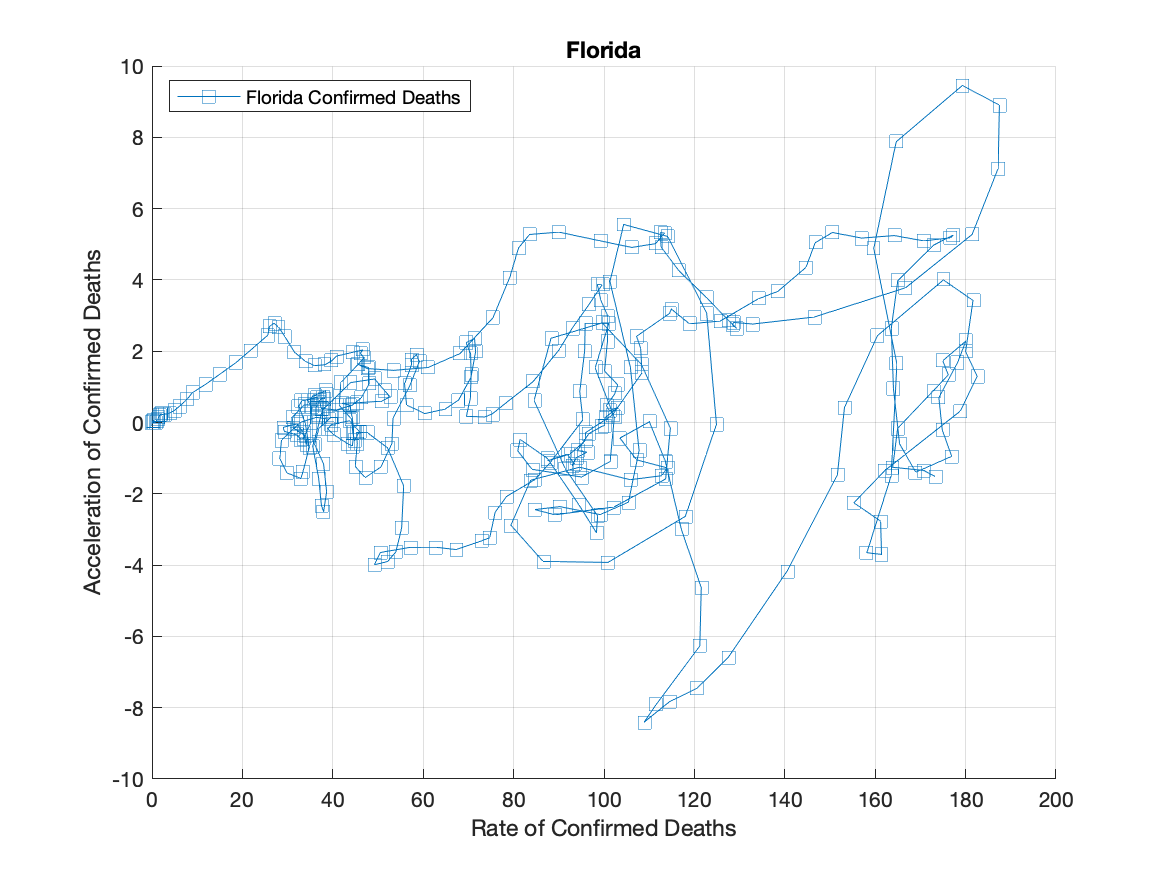 Florida
Florida Confirmed Deaths
10
8
6
4
2
0
-2
-4
-6
-8
-10
Acceleration of Confirmed Deaths
0 20 40 60 80 100 120 140 160 180 200
Rate of Confirmed Deaths